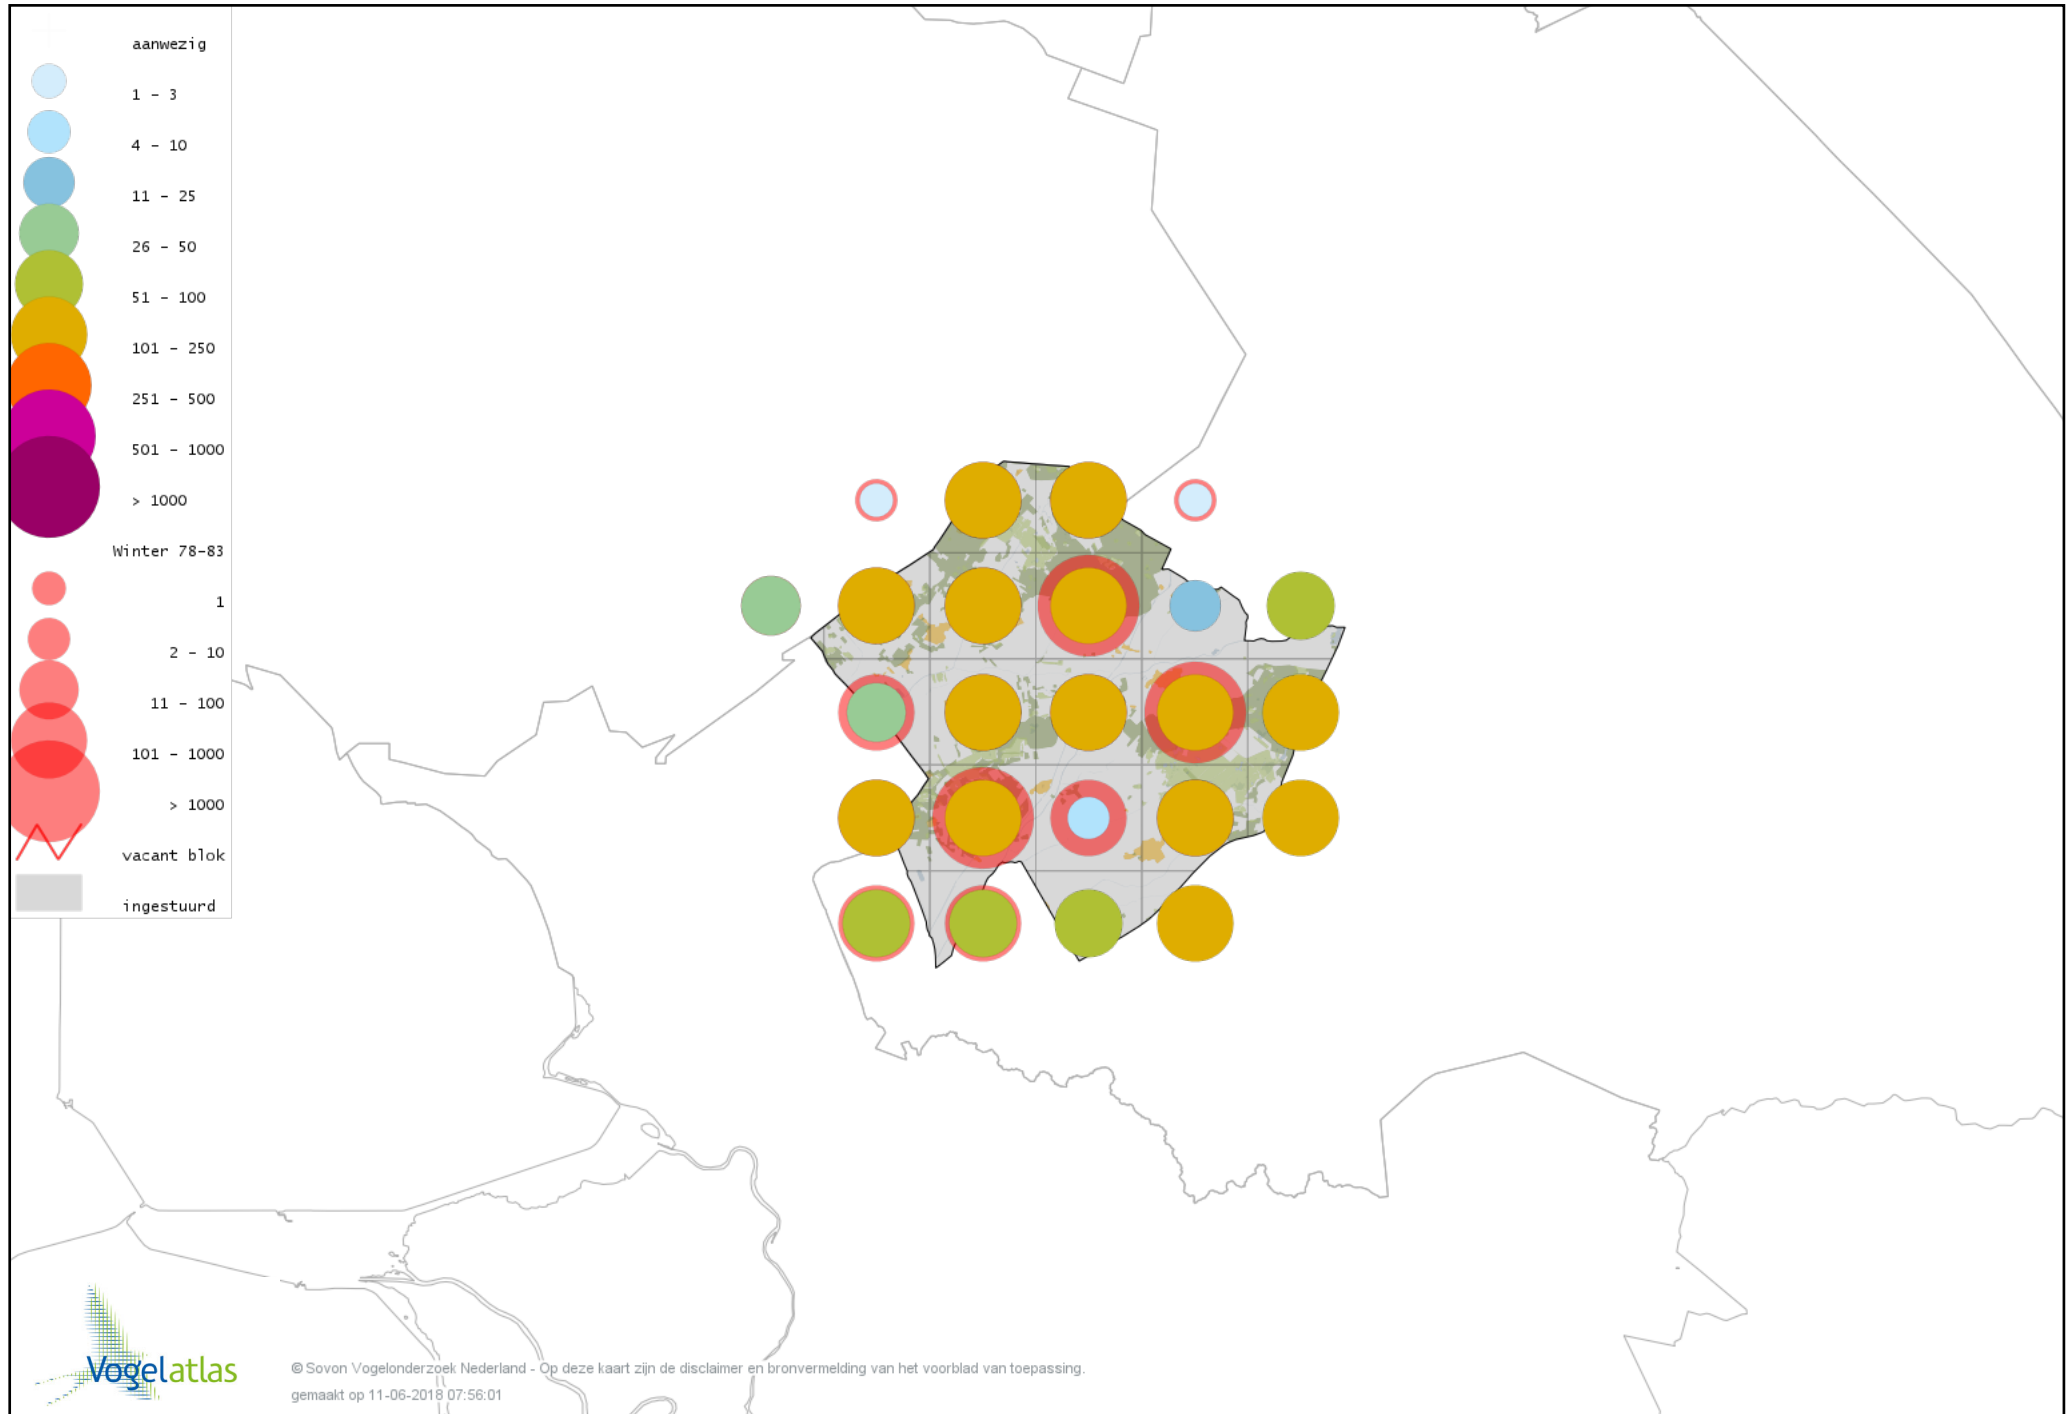 aanwezig
1 - 3
4 - 10
11 - 25
26 - 50
51 - 100
101 - 250
251 - 500
501 - 1000
> 1000
Winter 78-83
1
2 - 10
11 - 100
101 - 1000
> 1000
vacant blok
ingestuurd
Vogelatlas
© Sovon Vogelonderzoek Nederland - Op deze kaart zijn de disclaimer en bronvermelding van het voorblad van toepassing.
gemaakt op 11-06-2018 07:56:01